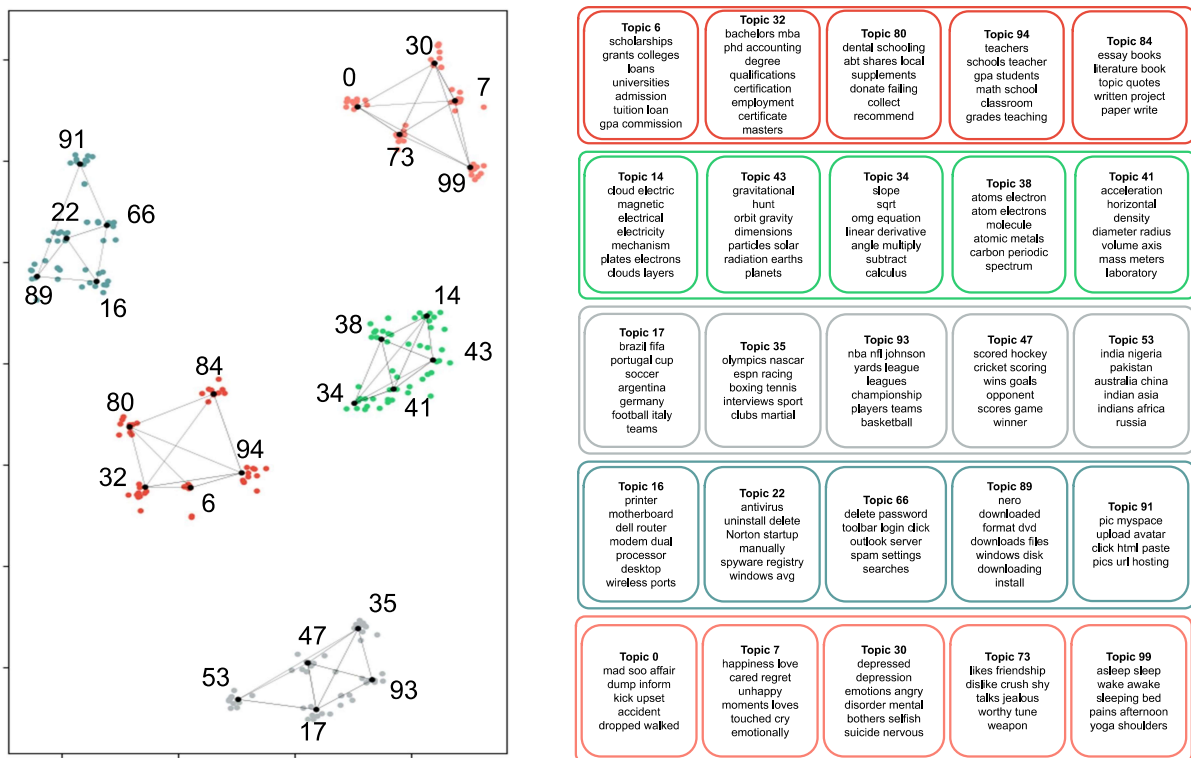 30
0
7
73
99
91
22
66
89
16
14
38
43
34
41
84
80
94
32
6
35
47
53
93
17
Topic 6
scholarships
grants colleges
loans
universities
admission
tuition loan
gpa commission
Topic 32
bachelors mba
phd accounting
degree
qualifications
certification
employment
certificate
masters
Topic 80
dental schooling
abt shares local
supplements
donate failing
collect
recommend
Topic 94
teachers
schools teacher
gpa students
math school
classroom
grades teaching
Topic 84
essay books
literature book
topic quotes
written project
paper write
Topic 14
cloud electric
magnetic
electrical
electricity
mechanism
plates electrons
clouds layers
Topic 43
gravitational
hunt
orbit gravity
dimensions
particles solar
radiation earths
planets
Topic 34
slope
sqrt
omg equation
linear derivative
angle multiply
subtract
calculus
Topic 38
atoms electron
atom electrons
molecule
atomic metals
carbon periodic
spectrum
Topic 41
acceleration
horizontal
density
diameter radius
volume axis
mass meters
laboratory
Topic 17
brazil fifa
portugal cup
soccer
argentina
germany
football italy
teams
Topic 35
olympics nascar
espn racing
boxing tennis
interviews sport
clubs martial
Topic 93
nba nfl johnson
yards league
leagues
championship
players teams
basketball
Topic 47
scored hockey
cricket scoring
wins goals
opponent
scores game
winner
Topic 53
india nigeria
pakistan
australia china
indian asia
indians africa
russia
Topic 16
printer
motherboard
dell router
modem dual
processor
desktop
wireless ports
Topic 22
antivirus
uninstall delete
Norton startup
manually
spyware registry
windows avg
Topic 66
delete password
toolbar login click
outlook server
spam settings
searches
Topic 89
nero
downloaded
format dvd
downloads files
windows disk
downloading
install
Topic 91
pic myspace
upload avatar
click html paste
pics url hosting
Topic 0
mad soo affair
dump inform
kick upset
accident
dropped walked
Topic 7
happiness love
cared regret
unhappy
moments loves
touched cry
emotionally
Topic 30
depressed
depression
emotions angry
disorder mental
bothers selfish
suicide nervous
Topic 73
likes friendship
dislike crush shy
talks jealous
worthy tune
weapon
Topic 99
asleep sleep
wake awake
sleeping bed
pains afternoon
yoga shoulders